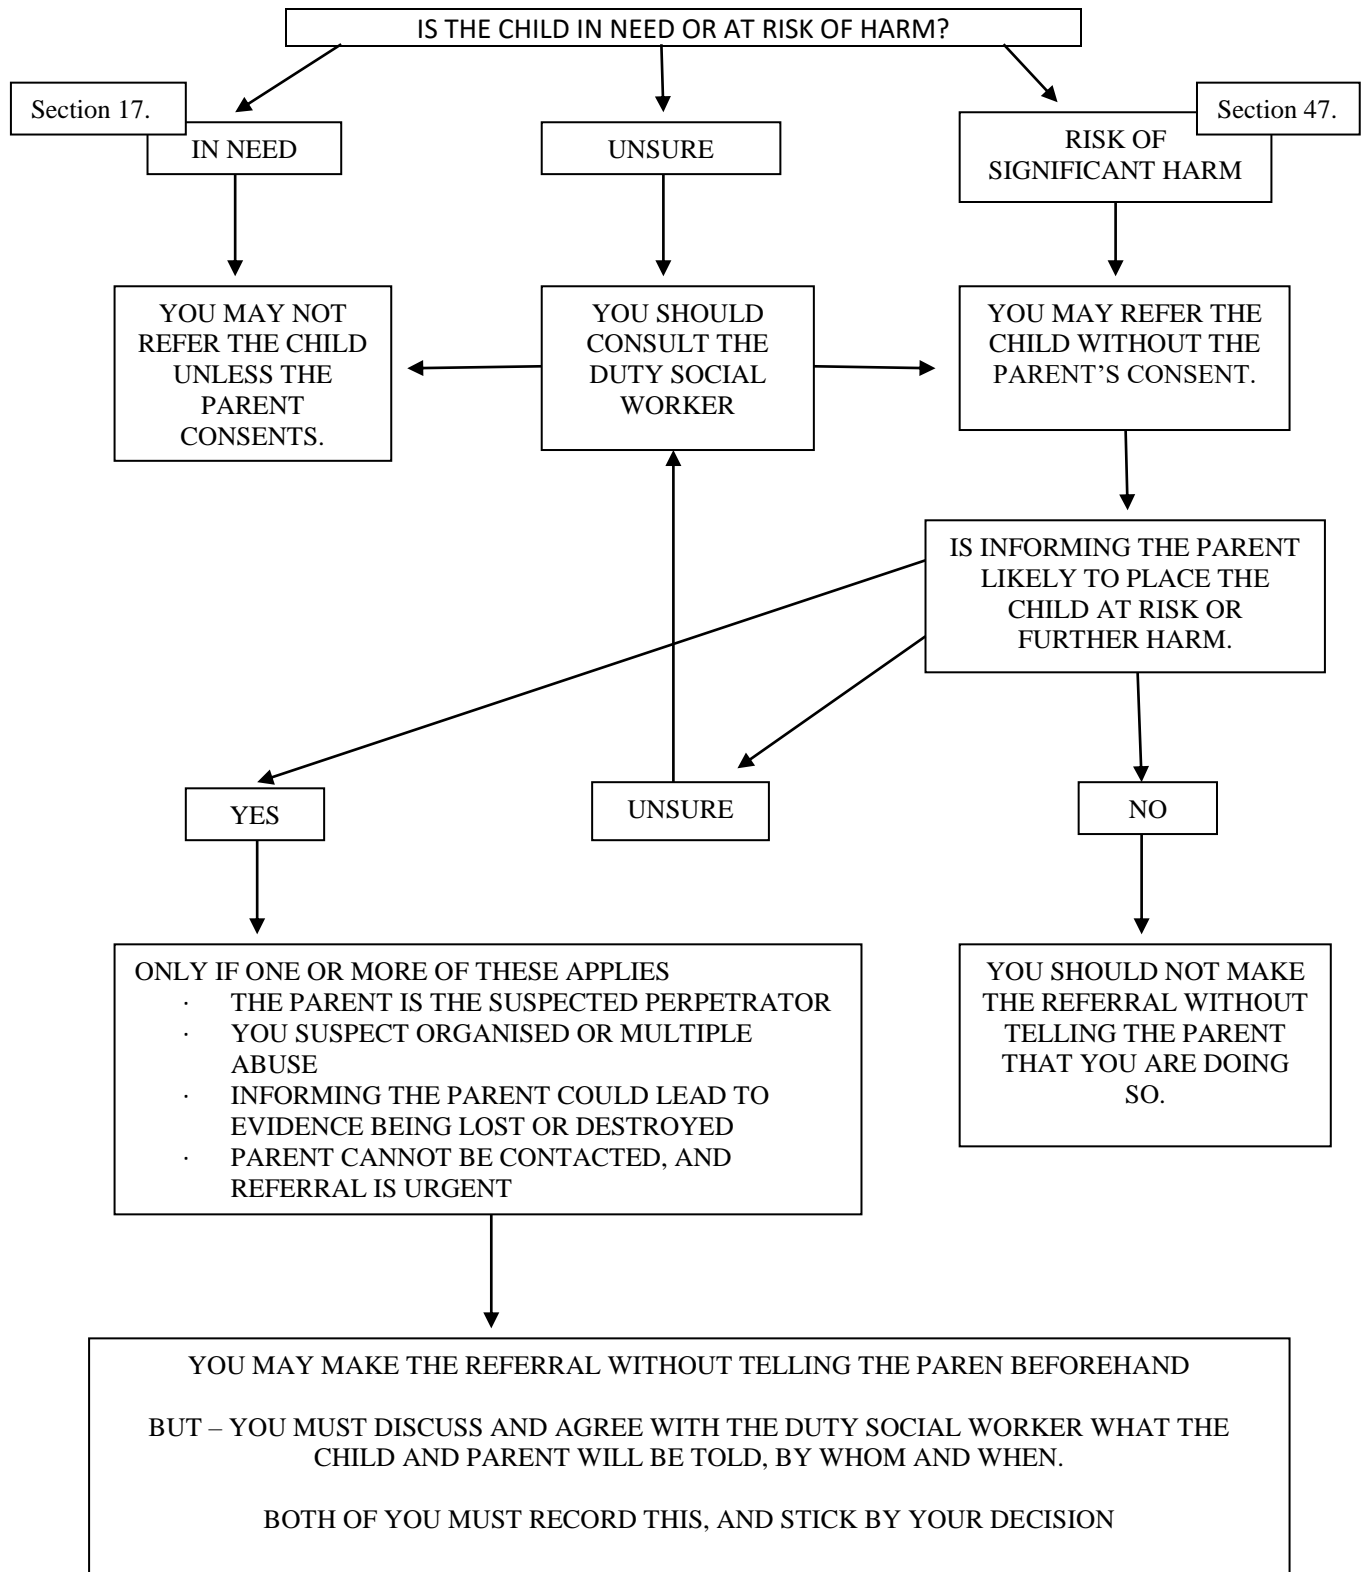 IS THE CHILD IN NEED OR AT RISK OF HARM?
Section 17.
Section 47.
IN NEED
UNSURE
RISK OF
SIGNIFICANT HARM
YOU MAY NOT
REFER THE CHILD
UNLESS THE
PARENT
CONSENTS.
YOU SHOULD
CONSULT THE
DUTY SOCIAL
WORKER
YOU MAY REFER THE
CHILD WITHOUT THE
PARENT’S CONSENT.
IS INFORMING THE PARENT
LIKELY TO PLACE THE
CHILD AT RISK OR
FURTHER HARM.
YES
UNSURE
NO
ONLY IF ONE OR MORE OF THESE APPLIES
· THE PARENT IS THE SUSPECTED PERPETRATOR
· YOU SUSPECT ORGANISED OR MULTIPLE
ABUSE
· INFORMING THE PARENT COULD LEAD TO
EVIDENCE BEING LOST OR DESTROYED
· PARENT CANNOT BE CONTACTED, AND
REFERRAL IS URGENT
YOU SHOULD NOT MAKE
THE REFERRAL WITHOUT
TELLING THE PARENT
THAT YOU ARE DOING
SO.
YOU MAY MAKE THE REFERRAL WITHOUT TELLING THE PAREN BEFOREHAND
BUT – YOU MUST DISCUSS AND AGREE WITH THE DUTY SOCIAL WORKER WHAT THE
CHILD AND PARENT WILL BE TOLD, BY WHOM AND WHEN.
BOTH OF YOU MUST RECORD THIS, AND STICK BY YOUR DECISION